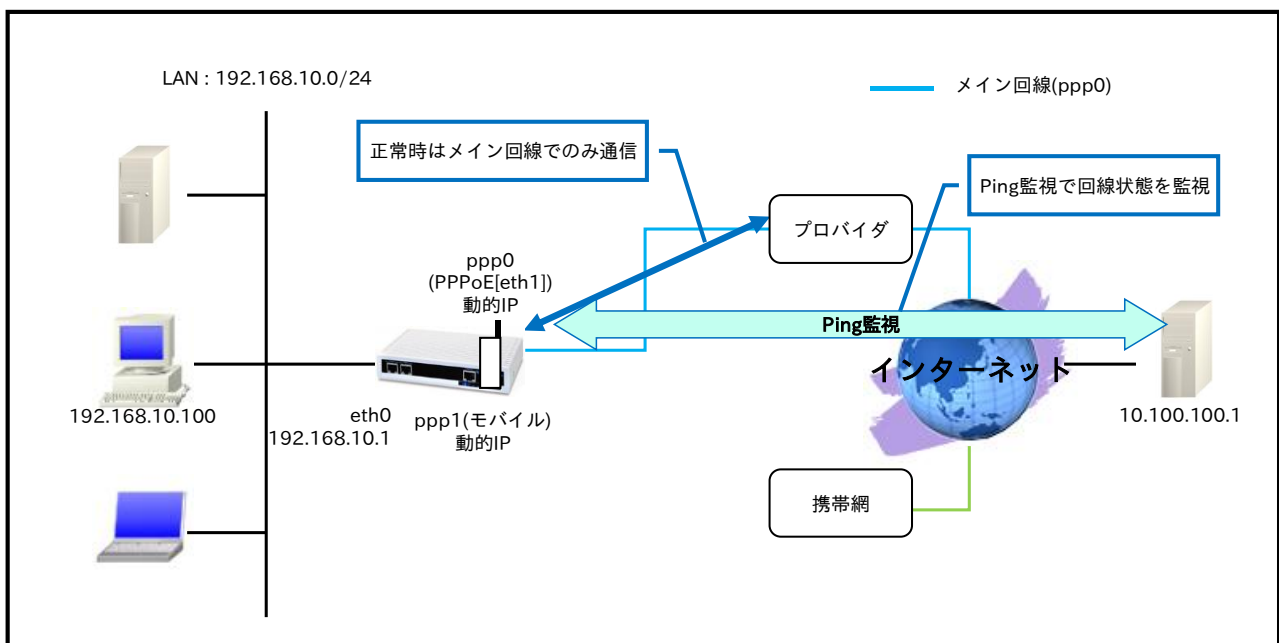 LAN : 192.168.10.0/24
メイン回線(ppp0)
正常時はメイン回線でのみ通信
Ping監視で回線状態を監視
プロバイダ
ppp0
(PPPoE[eth1])
動的IP
Ping監視
インターネット
192.168.10.100
eth0
192.168.10.1
ppp1(モバイル)
動的IP
10.100.100.1
携帯網